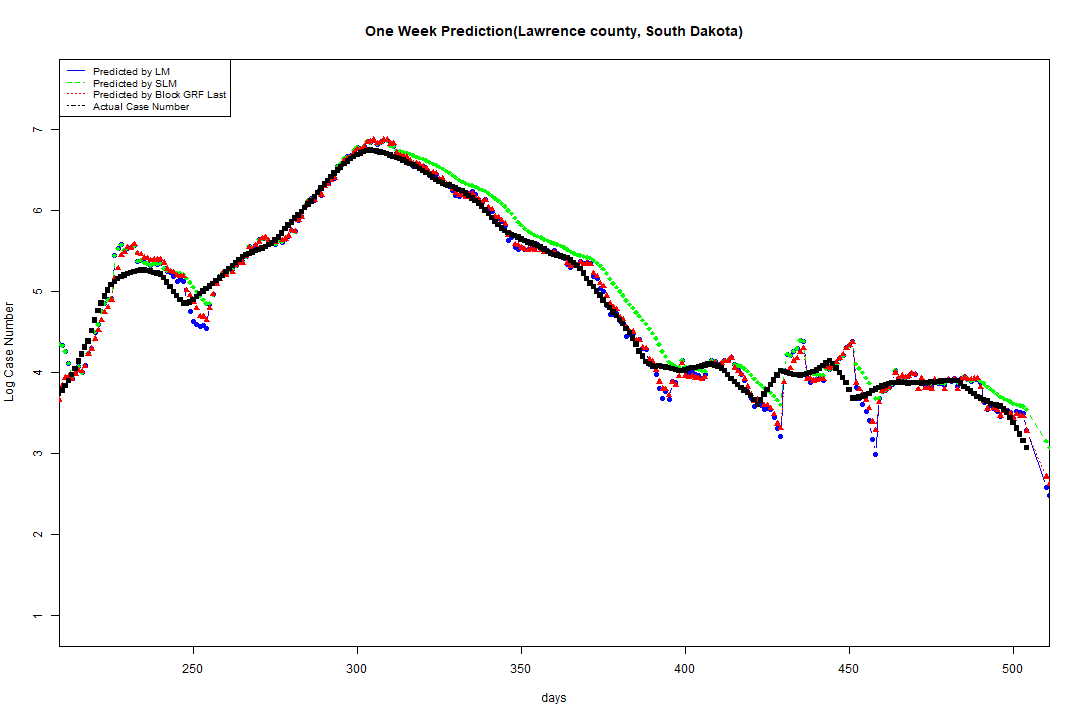 One Week Prediction(Lawrence county, South Dakota)
Predicted by LM
Predicted by SLM
Predicted by Block GRF Last
Actual Case Number
7
6
5
4
3
2
1
Log Case Number
250 300 350 400 450 500
days